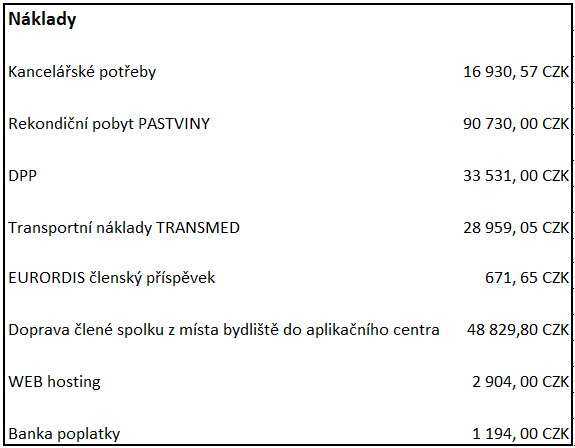 Náklady
Kancelářské potřeby 16 930, 57 CZK
Rekondiční pobyt PASTVINY 90 730, 00 CZK
DPP 33 531, 00 CZK
Transportní náklady TRANSMED 28 959, 05 CZK
EURORDIS členský příspěvek 671, 65 CZK
Doprava člené spolku z místa bydliště do aplikačního centra 48 829,80 CZK
WEB hosting 2 904, 00 CZK
Banka poplatky 1 194, 00 CZK